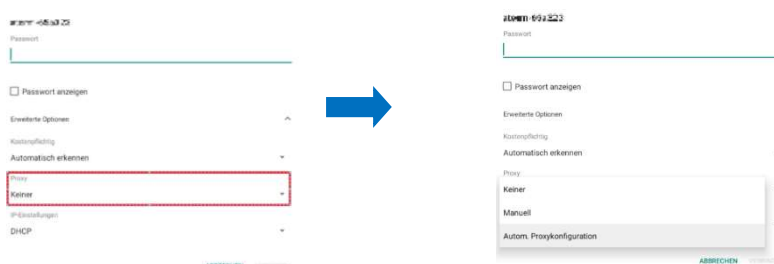 Passwort
Passwort anzeigen
Erweiterte Optionen
Kostenpflichtig
Automatisch erkennen
Proxy
Keiner
IP-Einstellungen
DHCP
Passwort
Passwort anzeigen
Erweiterte Optionen
Kostenpflichtig
Automatisch erkennen
Proxy
Keiner
Manuell
Autom. Proxykonfiguration
ABBRECHEN